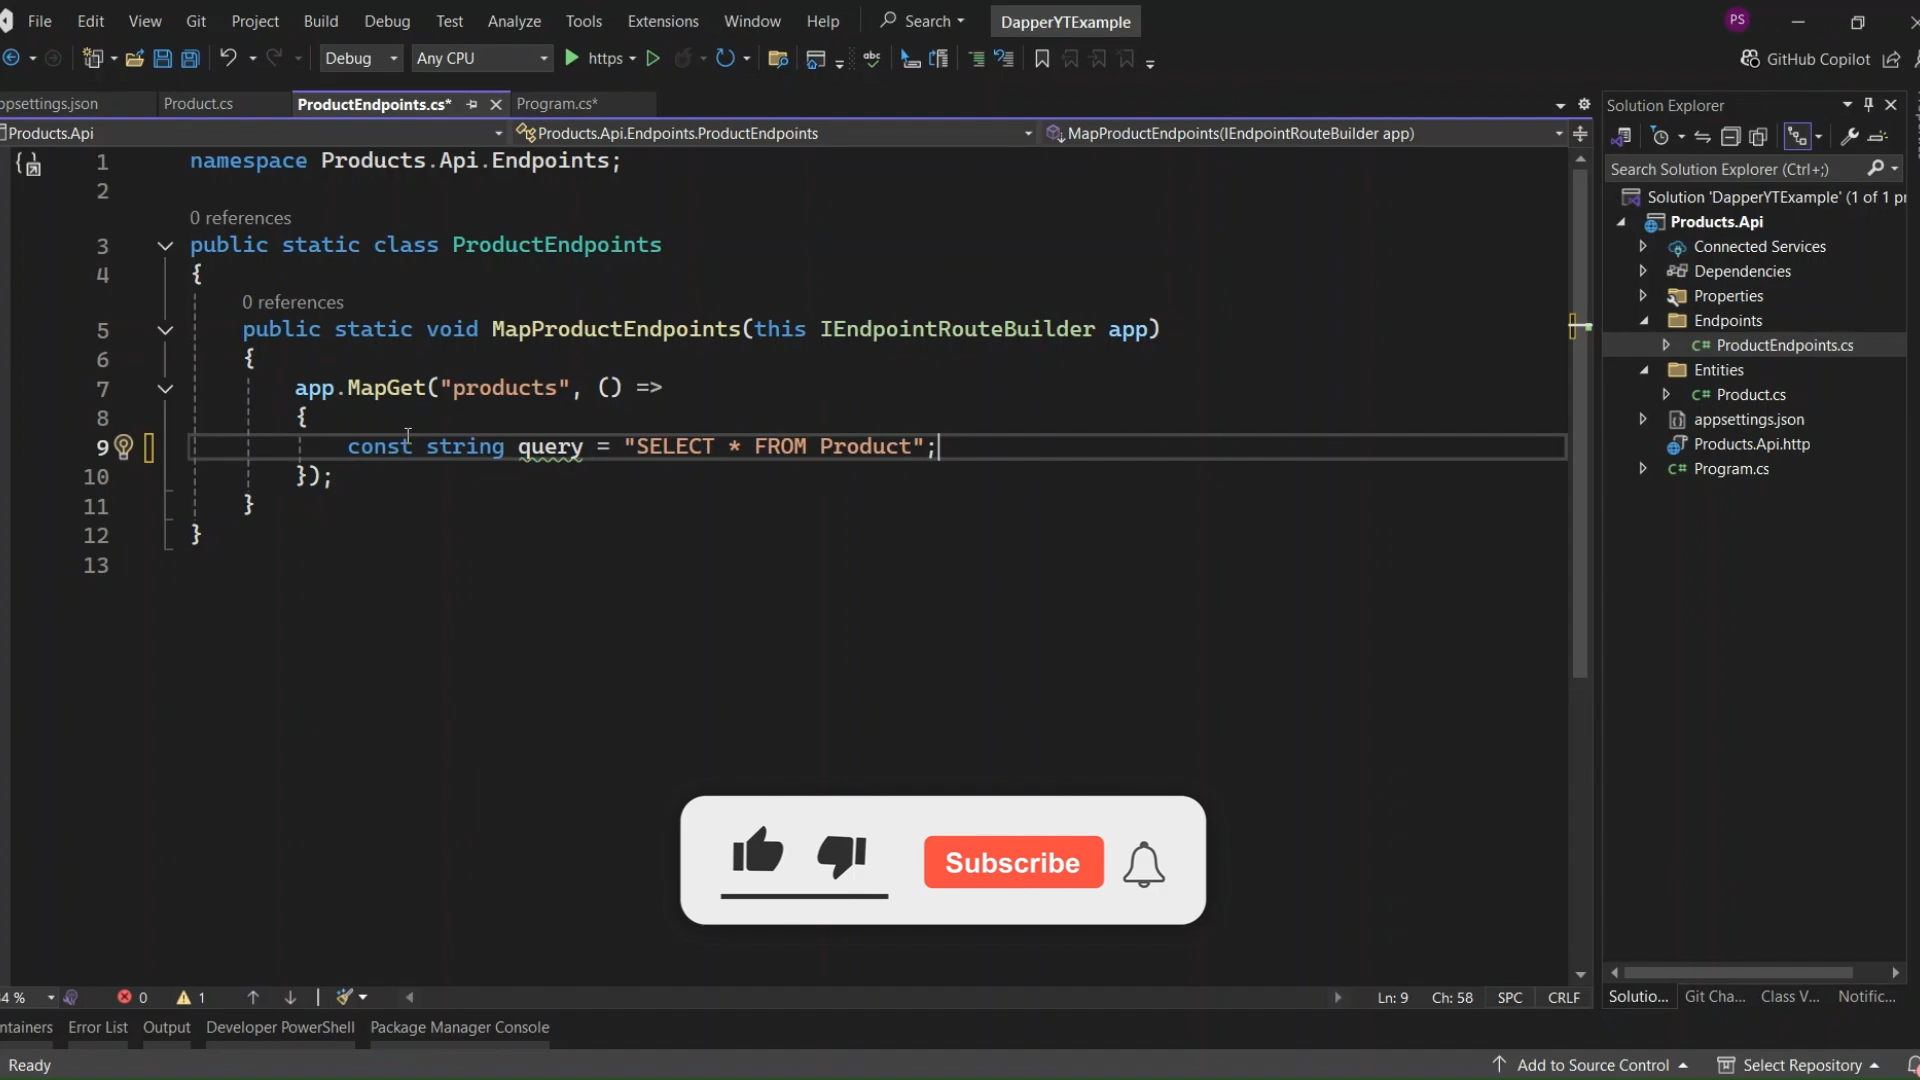 File Edit View Git Project Build Debug Test Analyze Tools Extensions Window Help Search DapperYTExample PS
Debug Any CPU https GitHub Copilot
appsettings.json Product.cs ProductEndpoints.cs* Program.cs*
Products.Api Products.Api.Endpoints.ProductEndpoints MapProductEndpoints(IEndpointRouteBuilder app)
1 namespace Products.Api.Endpoints;
2
0 references
3 public static class ProductEndpoints
4 {
0 references
5 public static void MapProductEndpoints(this IEndpointRouteBuilder app)
6 {
7 app.MapGet("products", () =>
8 {
9 const string query = "SELECT * FROM Product";
10 });
11 }
12 }
13
Solution Explorer
Search Solution Explorer (Ctrl+;)
Solution 'DapperYTExample' (1 of 1 pr
Products.Api
Connected Services
Dependencies
Properties
Endpoints
C# ProductEndpoints.cs
Entities
C# Product.cs
appsettings.json
Products.Api.http
C# Program.cs
Subscribe
4 % 0 1 Ln: 9 Ch: 58 SPC CRLF
Solutio... Git Cha... Class V... Notific...
ntainers Error List Output Developer PowerShell Package Manager Console
Ready Add to Source Control Select Repository